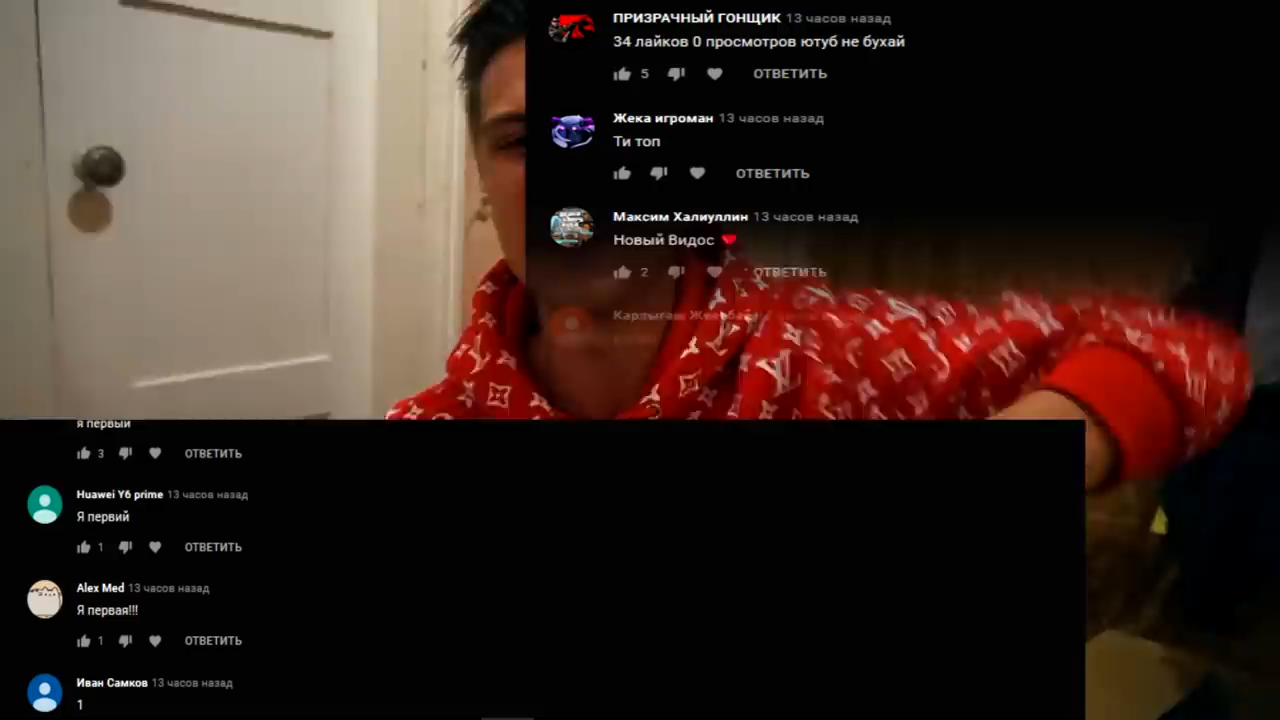 ПРИЗРАЧНЫЙ ГОНЩИК 13 часов назад
34 лайков 0 просмотров ютуб не бухай
5 ОТВЕТИТЬ
Жека игроман 13 часов назад
Ти топ
ОТВЕТИТЬ
Максим Халиуллин 13 часов назад
Новый Видос
2 ОТВЕТИТЬ
я первый
3 ОТВЕТИТЬ
Huawei Y6 prime 13 часов назад
Я первий
1 ОТВЕТИТЬ
Alex Med 13 часов назад
Я первая!!!
1 ОТВЕТИТЬ
Иван Самков 13 часов назад
1